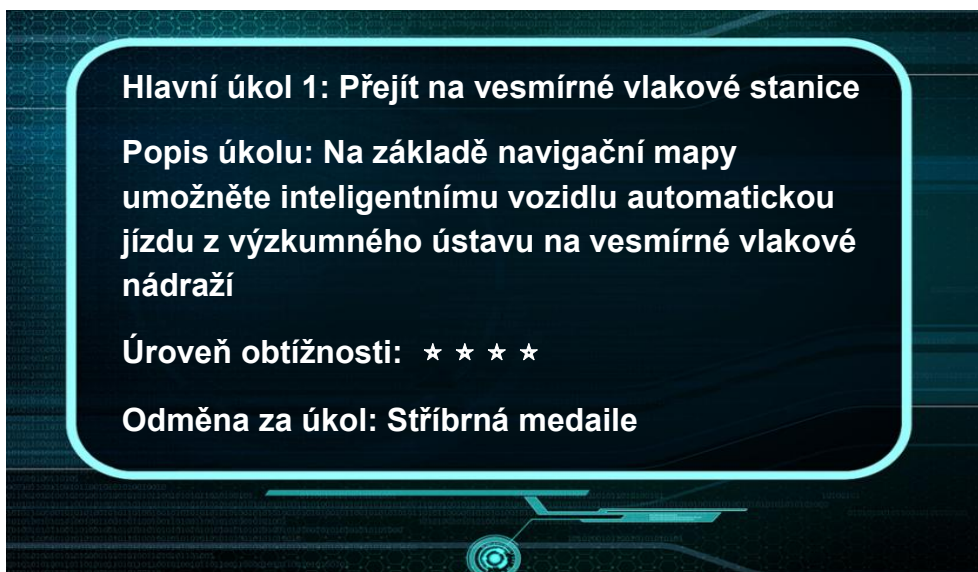 Hlavní úkol 1: Přejít na vesmírné vlakové stanice
Popis úkolu: Na základě navigační mapy
umožněte inteligentnímu vozidlu automatickou
jízdu z výzkumného ústavu na vesmírné vlakové
nádraží
Úroveň obtížnosti: ★ ★ ★ ★
Odměna za úkol: Stříbrná medaile